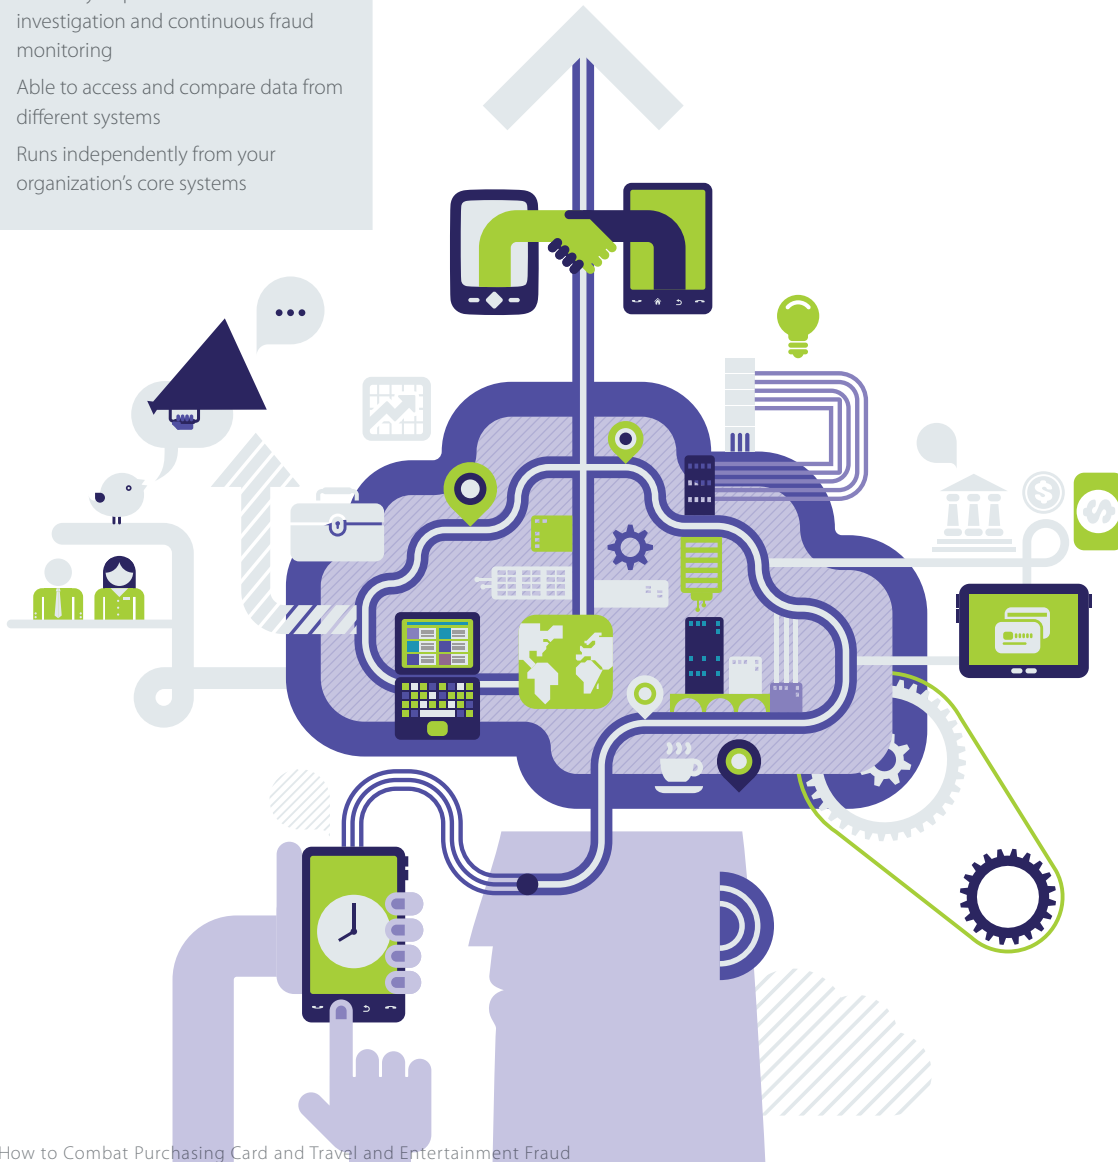 investigation and continuous fraud
monitoring
Able to access and compare data from
different systems
Runs independently from your
organization’s core systems
How to Combat Purchasing Card and Travel and Entertainment Fraud